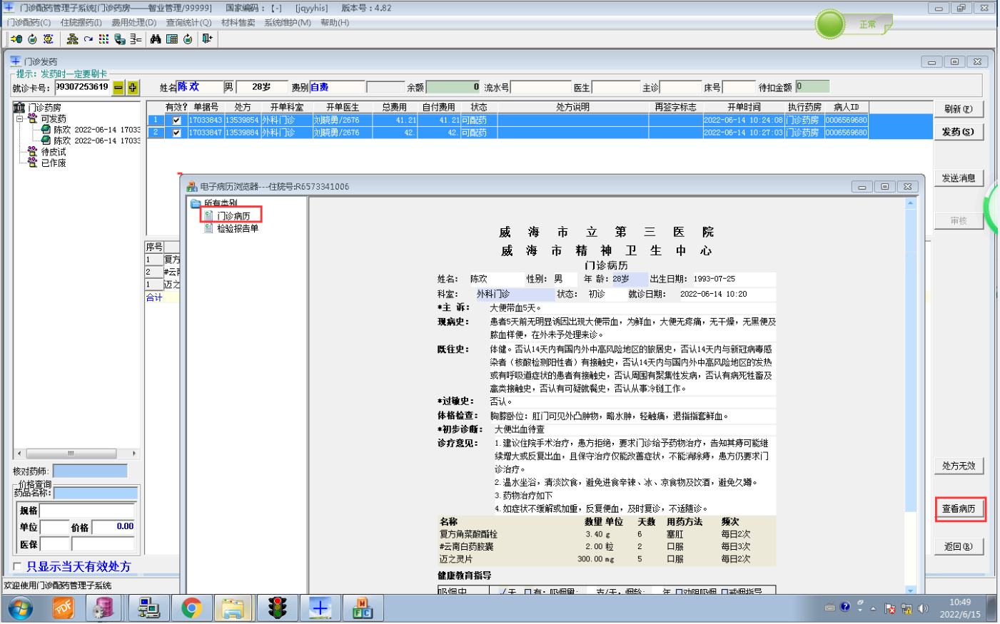 门诊配药管理子系统[门诊药房——智业管理/99999] 国家编码：【-】 [jqyyhis] 版本号：4.82
门诊配药(C) 住院摆药(I) 费用处理(D) 查询统计(Q) 材料售卖 系统维护(M) 帮助(H)
正常
门诊发药
提示：发药时一定要刷卡
就诊卡号： 99307253619 姓名 陈欢 男 28岁 费别 自费 余额 0 流水号 医生 主诊 床号 待扣金额 0
门诊药房
可发药
陈欢 2022-06-14 17033
陈欢 2022-06-14 17033
待皮试
已作废
有效? 单据号 处方 开单科室 开单医生 总费用 自付费用 状态 处方说明 再签字标志 开单时间 执行药房 病人ID
1 17033843 13539854 外科门诊 刘晓勇/2676 41.21 41.21 可配药 2022-06-14 10:24:08 门诊药房 0006569680
2 17033847 13539884 外科门诊 刘晓勇/2676 42. 42. 可配药 2022-06-14 10:27:03 门诊药房 0006569680
刷新(F)
发药(S)
发送消息
审核
序号
1 复方
2 #云南
1 迈之
合计
电子病历浏览器---住院号:R6573341006
所有类别
门诊病历
检验报告单
威海市立第三医院
威海市精神卫生中心
门诊病历
姓名： 陈欢 性别： 男 年 龄： 28岁 出生日期： 1993-07-25
科室： 外科门诊 状态： 初诊 就诊日期： 2022-06-14 10:20
*主 诉： 大便带血5天。
现病史： 患者5天前无明显诱因出现大便带血，为鲜血，大便无疼痛，无干燥，无黑便及
脓血样便，在外未予处理来诊。
既往史： 体健。否认14天内有国内外中高风险地区的旅居史，否认14天内与新冠病毒感
染者（核酸检测阳性者）有接触史，否认14天内与国内外中高风险地区的发热
或有呼吸道症状的患者有接触史，否认周围有聚集性发病，否认有病死牲畜及
禽类接触史，否认有可疑就餐史，否认从事冷链工作。
*过敏史： 否认。
体格检查： 胸膝卧位：肛门可见外凸肿物，略水肿，轻触痛，退指指套鲜血。
*初步诊断： 大便出血待查
诊疗意见： 1.建议住院手术治疗，患方拒绝，要求门诊给予药物治疗，告知其痔可能继
续增大或反复出血，且保守治疗仅能改善症状，不能消除痔，患方仍要求门
诊治疗。
2.温水坐浴，清淡饮食，避免进食辛辣、冰、凉食物及饮酒，避免久蹲。
3.药物治疗如下
4.如症状不缓解或加重，反复便血，及时复诊，不适随诊。
名称 数量 单位 天数 用药方法 频次
复方角菜酸酯栓 3.40 g 6 塞肛 每日2次
#云南白药胶囊 2.00 粒 2 口服 每日3次
迈之灵片 300.00 mg 5 口服 每日2次
健康教育指导
吸烟史 无 有：吸烟量： 支/天，烟龄： 年 劝阻吸烟 戒烟指导
核对药师：
价格查询
药品名称：
规格
单位 价格 0.00
医保
只显示当天有效处方
处方无效
查看病历
返回(R)
欢迎使用门诊配药管理子系统
PDF
MFC
10:49
2022/6/15